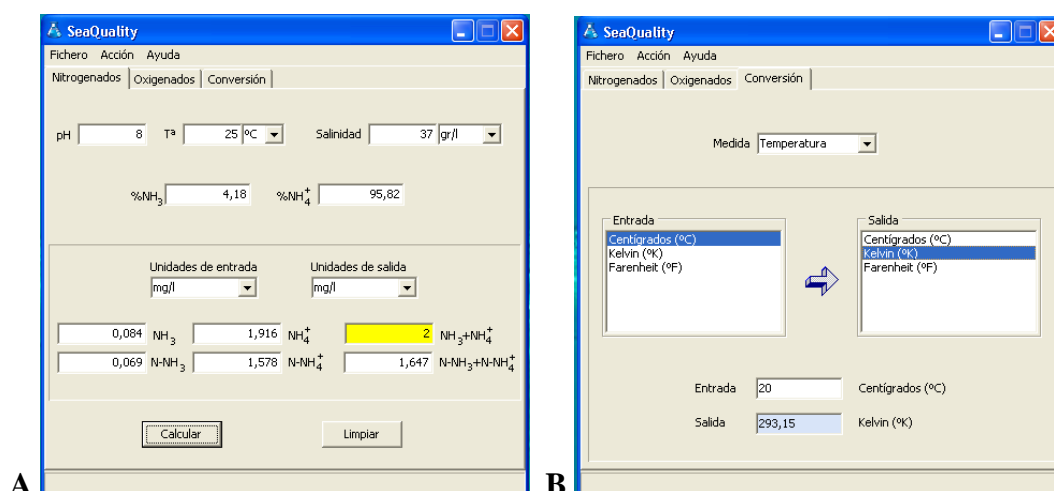 SeaQuality
Fichero Acción Ayuda
Nitrogenados Oxigenados Conversión
pH 8 Tª 25 ºC Salinidad 37 gr/l
%NH3 4,18 %NH4+ 95,82
Unidades de entrada Unidades de salida
mg/l mg/l
0,084 NH3 1,916 NH4+ 2 NH3+NH4+
0,069 N-NH3 1,578 N-NH4+ 1,647 N-NH3+N-NH4+
Calcular Limpiar
A
SeaQuality
Fichero Acción Ayuda
Nitrogenados Oxigenados Conversión
Medida Temperatura
Entrada
Centígrados (ºC)
Kelvin (ºK)
Farenheit (ºF)
Salida
Centígrados (ºC)
Kelvin (ºK)
Farenheit (ºF)
Entrada 20 Centígrados (ºC)
Salida 293,15 Kelvin (ºK)
B